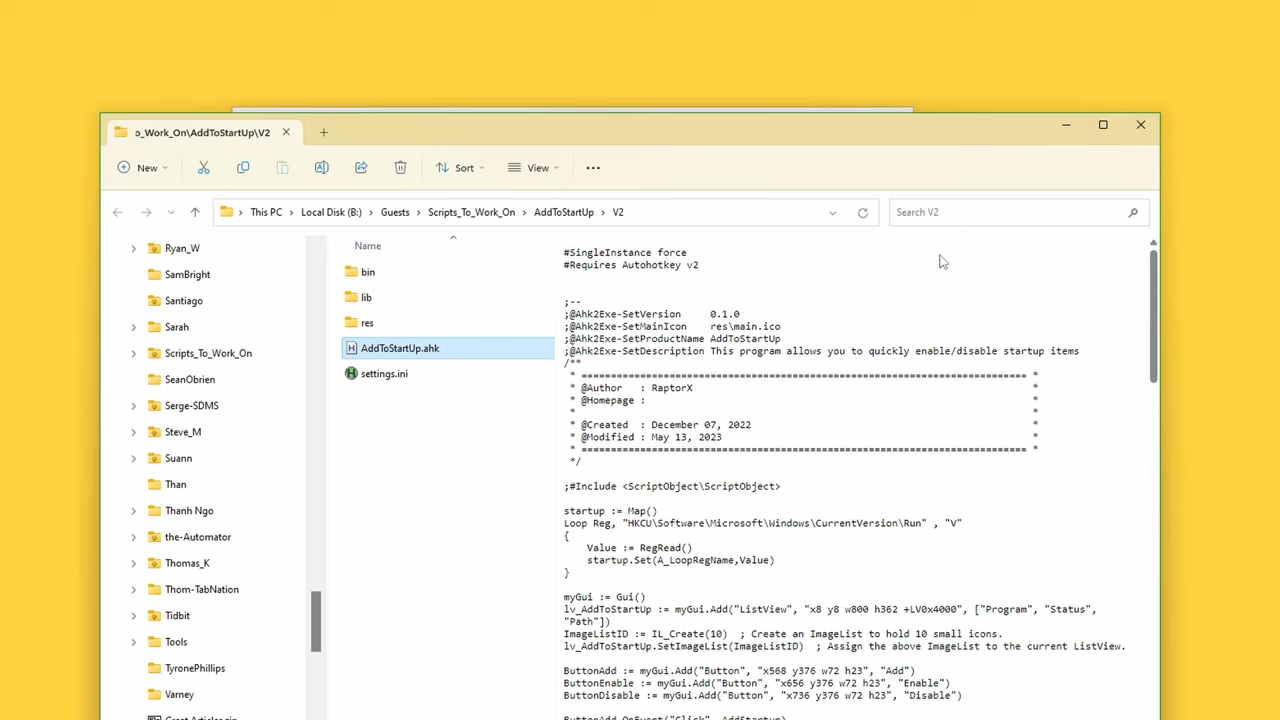 o_Work_On\AddToStartUp\V2
New
Sort
View
This PC > Local Disk (B:) > Guests > Scripts_To_Work_On > AddToStartUp > V2
Search V2
Ryan_W
SamBright
Santiago
Sarah
Scripts_To_Work_On
SeanObrien
Serge-SDMS
Steve_M
Suann
Than
Thanh Ngo
the-Automator
Thomas_K
Thom-TabNation
Tidbit
Tools
TyronePhillips
Varney
Name
bin
lib
res
AddToStartUp.ahk
settings.ini
#SingleInstance force
#Requires Autohotkey v2
;--
;@Ahk2Exe-SetVersion     0.1.0
;@Ahk2Exe-SetMainIcon    res\main.ico
;@Ahk2Exe-SetProductName AddToStartUp
;@Ahk2Exe-SetDescription This program allows you to quickly enable/disable startup items
/**
 * ============================================================================ *
 * @Author   : RaptorX
 * @Homepage :
 *
 * @Created  : December 07, 2022
 * @Modified : May 13, 2023
 * ============================================================================ *
 */
;#Include <ScriptObject\ScriptObject>
startup := Map()
Loop Reg, "HKCU\Software\Microsoft\Windows\CurrentVersion\Run" , "V"
{
    Value := RegRead()
    startup.Set(A_LoopRegName,Value)
}
myGui := Gui()
lv_AddToStartUp := myGui.Add("ListView", "x8 y8 w800 h362 +LV0x4000", ["Program", "Status",
"Path"])
ImageListID := IL_Create(10)  ; Create an ImageList to hold 10 small icons.
lv_AddToStartUp.SetImageList(ImageListID)  ; Assign the above ImageList to the current ListView.
ButtonAdd := myGui.Add("Button", "x568 y376 w72 h23", "Add")
ButtonEnable := myGui.Add("Button", "x656 y376 w72 h23", "Enable")
ButtonDisable := myGui.Add("Button", "x736 y376 w72 h23", "Disable")
ButtonAdd.OnEvent("Click", AddStartup)